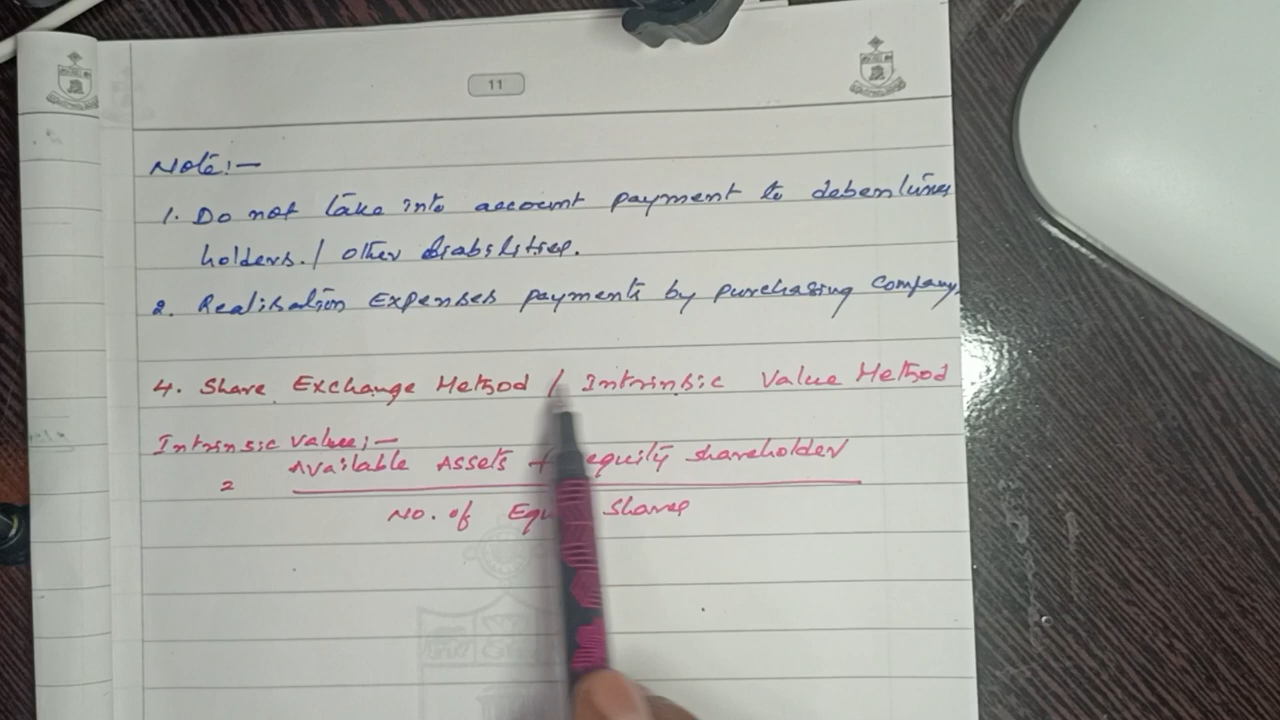 11
Note:-
1. Do not take into account payment to debentures
holders. / other liabilities.
2. Realisation Expenses payments by purchasing Company.
4. Share Exchange Method / Intrinsic Value Method
Intrinsic Value:-
= Available Assets equity shareholder
No. of Shares